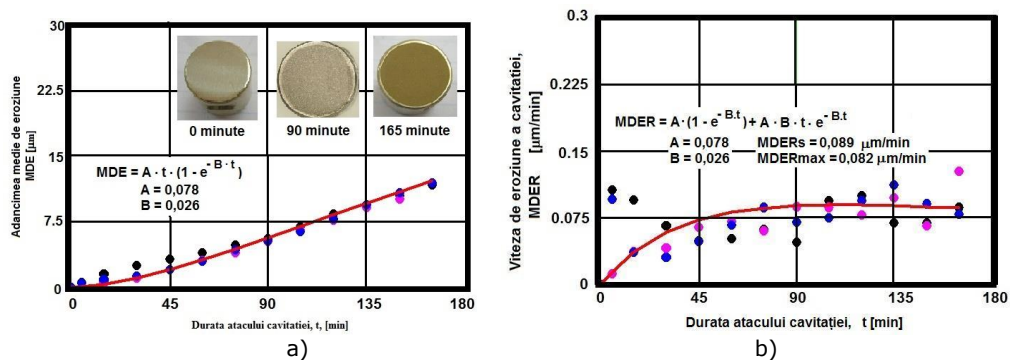 Adancimea medie de eroziune
MDE [μm]
30
22.5
15
7.5
0
0 minute
90 minute
165 minute
MDE = A · t · (1 - e^- B · t)
A = 0,078
B = 0,026
0
45
90
135
180
Durata atacului cavitatiei, t, [min]
a)
Viteza de eroziune a cavitatiei,
MDER [μm/min]
0.3
0.225
0.15
0.075
0
MDER = A·(1 - e^- B.t) + A · B · t · e^- B.t
A = 0,078 MDERs = 0,089 μm/min
B = 0,026 MDERmax = 0,082 μm/min
0
45
90
135
180
Durata atacului cavitației, t [min]
b)